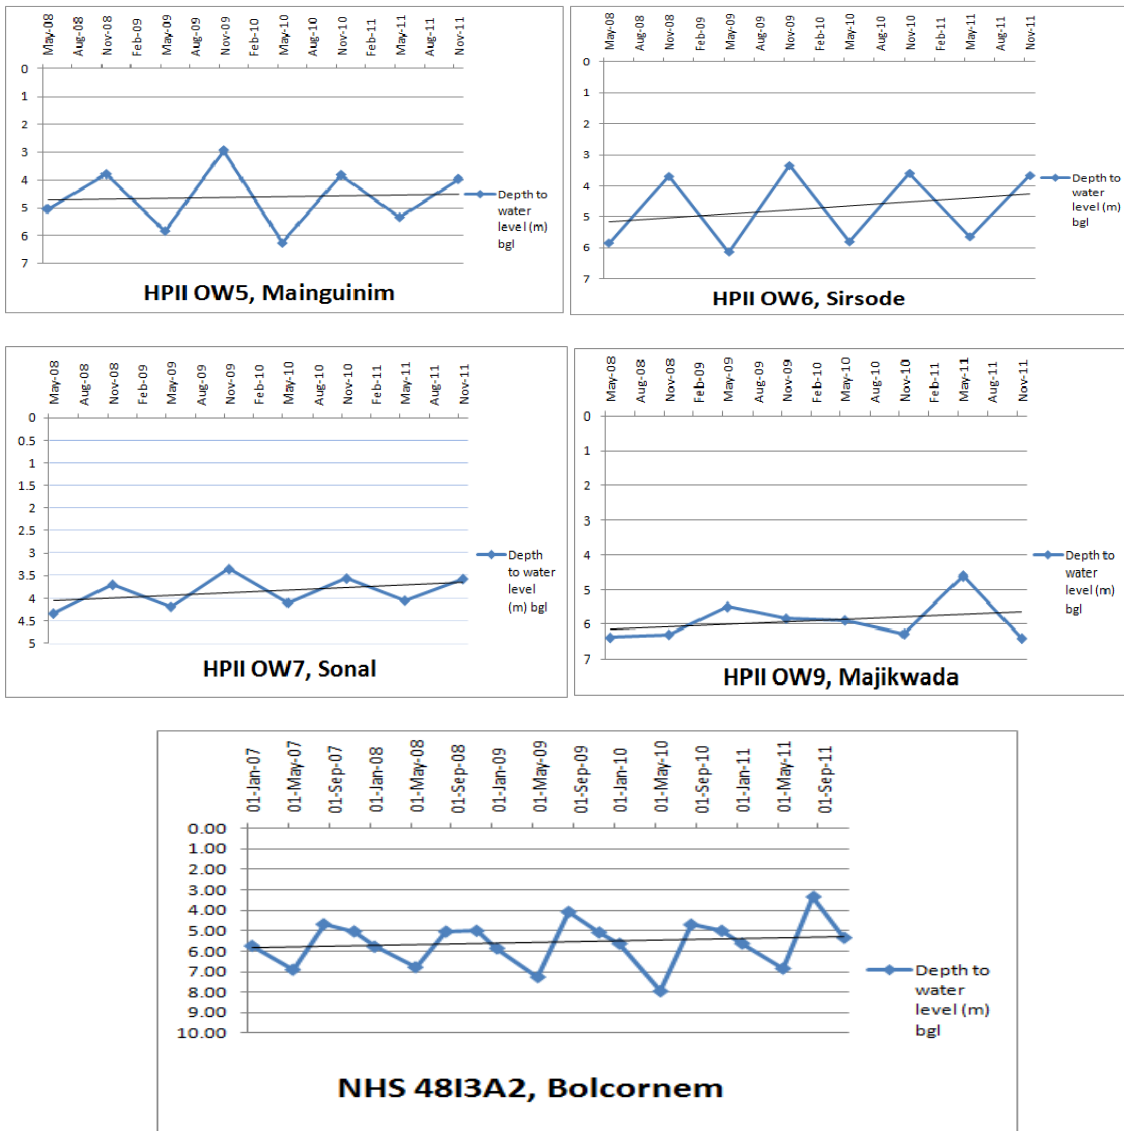 May-08 Aug-08 Nov-08 Feb-09 May-09 Aug-09 Nov-09 Feb-10 May-10 Aug-10 Nov-10 Feb-11 May-11 Aug-11 Nov-11
0
1
2
3
4
5
6
7
Depth to
water
level (m)
bgl
HPII OW5, Mainguinim
May-08 Aug-08 Nov-08 Feb-09 May-09 Aug-09 Nov-09 Feb-10 May-10 Aug-10 Nov-10 Feb-11 May-11 Aug-11 Nov-11
0
1
2
3
4
5
6
7
Depth to
water
level (m)
bgl
HPII OW6, Sirsode
May-08 Aug-08 Nov-08 Feb-09 May-09 Aug-09 Nov-09 Feb-10 May-10 Aug-10 Nov-10 Feb-11 May-11 Aug-11 Nov-11
0
0.5
1
1.5
2
2.5
3
3.5
4
4.5
5
Depth
to water
level
(m) bgl
HPII OW7, Sonal
May-08 Aug-08 Nov-08 Feb-09 May-09 Aug-09 Nov-09 Feb-10 May-10 Aug-10 Nov-10 Feb-11 May-11 Aug-11 Nov-11
0
1
2
3
4
5
6
7
Depth to
water
level (m)
bgl
HPII OW9, Majikwada
01-Jan-07 01-May-07 01-Sep-07 01-Jan-08 01-May-08 01-Sep-08 01-Jan-09 01-May-09 01-Sep-09 01-Jan-10 01-May-10 01-Sep-10 01-Jan-11 01-May-11 01-Sep-11
0.00
1.00
2.00
3.00
4.00
5.00
6.00
7.00
8.00
9.00
10.00
Depth to
water
level (m)
bgl
NHS 48I3A2, Bolcornem